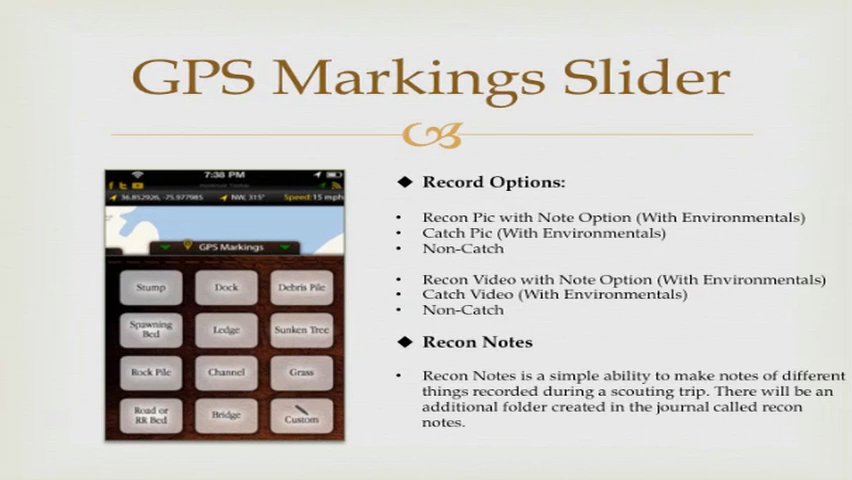 GPS Markings Slider
7:38 PM
36.852926, -75.977985
NW, 315°
Speed: 15 mph
GPS Markings
Stump
Dock
Debris Pile
Spawning
Bed
Ledge
Sunken Tree
Rock Pile
Channel
Grass
Road or
RR Bed
Bridge
Custom
Record Options:
• Recon Pic with Note Option (With Environmentals)
• Catch Pic (With Environmentals)
• Non-Catch
• Recon Video with Note Option (With Environmentals)
• Catch Video (With Environmentals)
• Non-Catch
Recon Notes
• Recon Notes is a simple ability to make notes of different
things recorded during a scouting trip. There will be an
additional folder created in the journal called recon
notes.